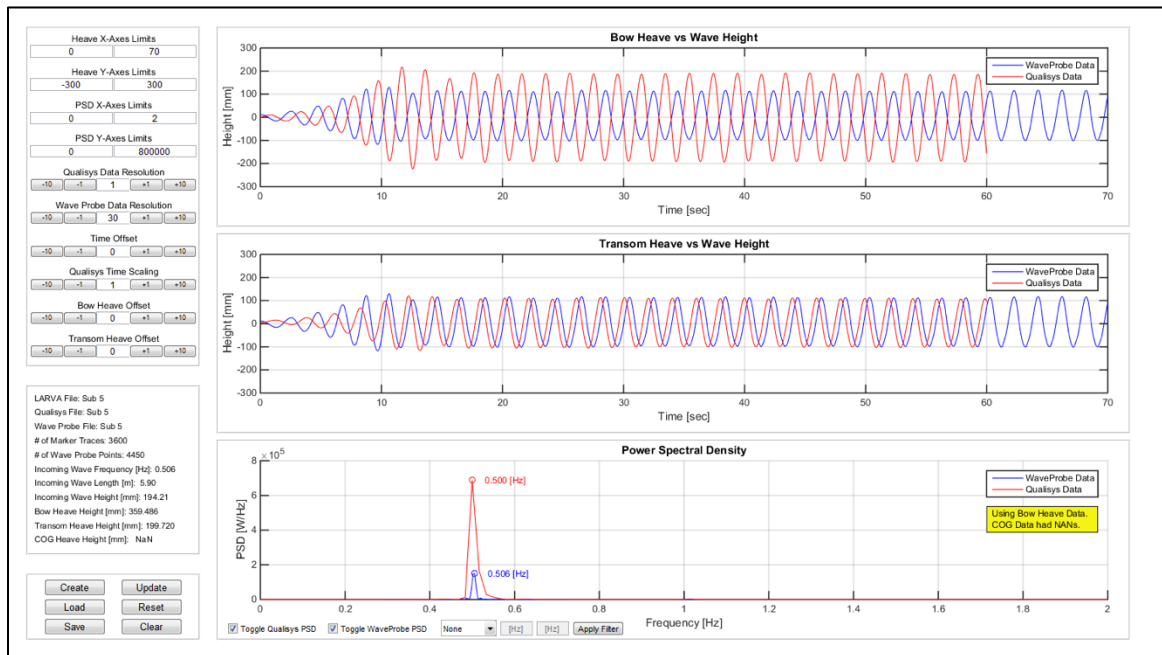 Heave X-Axes Limits
0 70
Heave Y-Axes Limits
-300 300
PSD X-Axes Limits
0 2
PSD Y-Axes Limits
0 800000
Qualisys Data Resolution
-10 -1 1 +1 +10
Wave Probe Data Resolution
-10 -1 30 +1 +10
Time Offset
-10 -1 0 +1 +10
Qualisys Time Scaling
-10 -1 1 +1 +10
Bow Heave Offset
-10 -1 0 +1 +10
Transom Heave Offset
-10 -1 0 +1 +10
LARVA File: Sub 5
Qualisys File: Sub 5
Wave Probe File: Sub 5
# of Marker Traces: 3600
# of Wave Probe Points: 4450
Incoming Wave Frequency [Hz]: 0.506
Incoming Wave Length [m]: 5.90
Incoming Wave Height [mm]: 194.21
Bow Heave Height [mm]: 359.486
Transom Heave Height [mm]: 199.720
COG Heave Height [mm]: NaN
Create Update
Load Reset
Save Clear
Bow Heave vs Wave Height
Height [mm]
300
200
100
0
-100
-200
-300
0 10 20 30 40 50 60 70
Time [sec]
WaveProbe Data
Qualisys Data
Transom Heave vs Wave Height
Height [mm]
300
200
100
0
-100
-200
-300
0 10 20 30 40 50 60 70
Time [sec]
WaveProbe Data
Qualisys Data
Power Spectral Density
PSD [W/Hz]
×10⁵
8
6
4
2
0
0 0.2 0.4 0.6 0.8 1 1.2 1.4 1.6 1.8 2
Frequency [Hz]
0.500 [Hz]
0.506 [Hz]
WaveProbe Data
Qualisys Data
Using Bow Heave Data.
COG Data had NANs.
Toggle Qualisys PSD Toggle WaveProbe PSD None [Hz] [Hz] Apply Filter